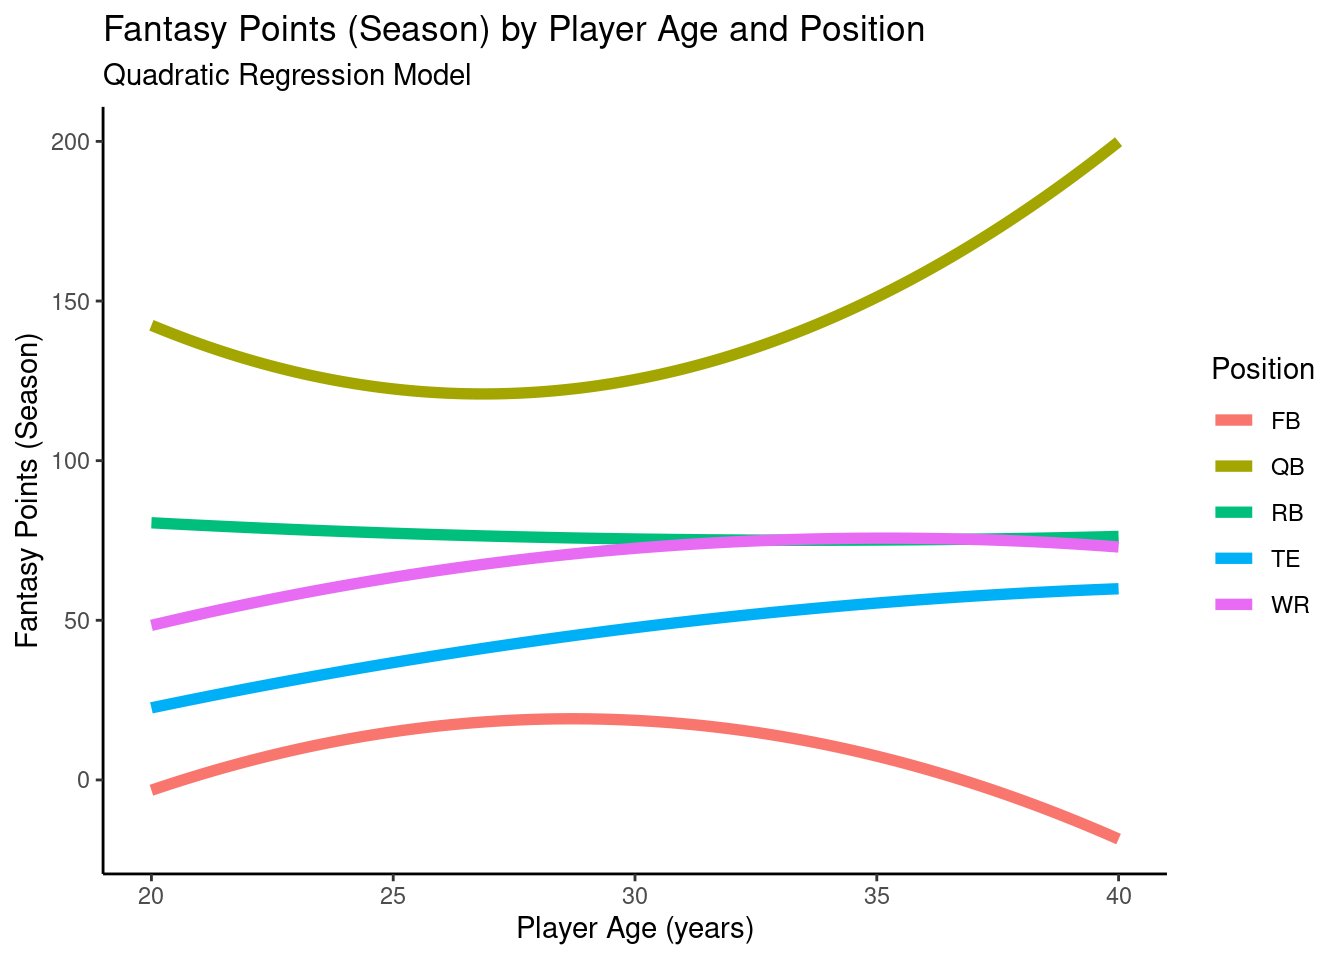 Fantasy Points (Season) by Player Age and Position
Quadratic Regression Model
Fantasy Points (Season)
200
150
100
50
0
20 25 30 35 40
Player Age (years)
Position
FB
QB
RB
TE
WR